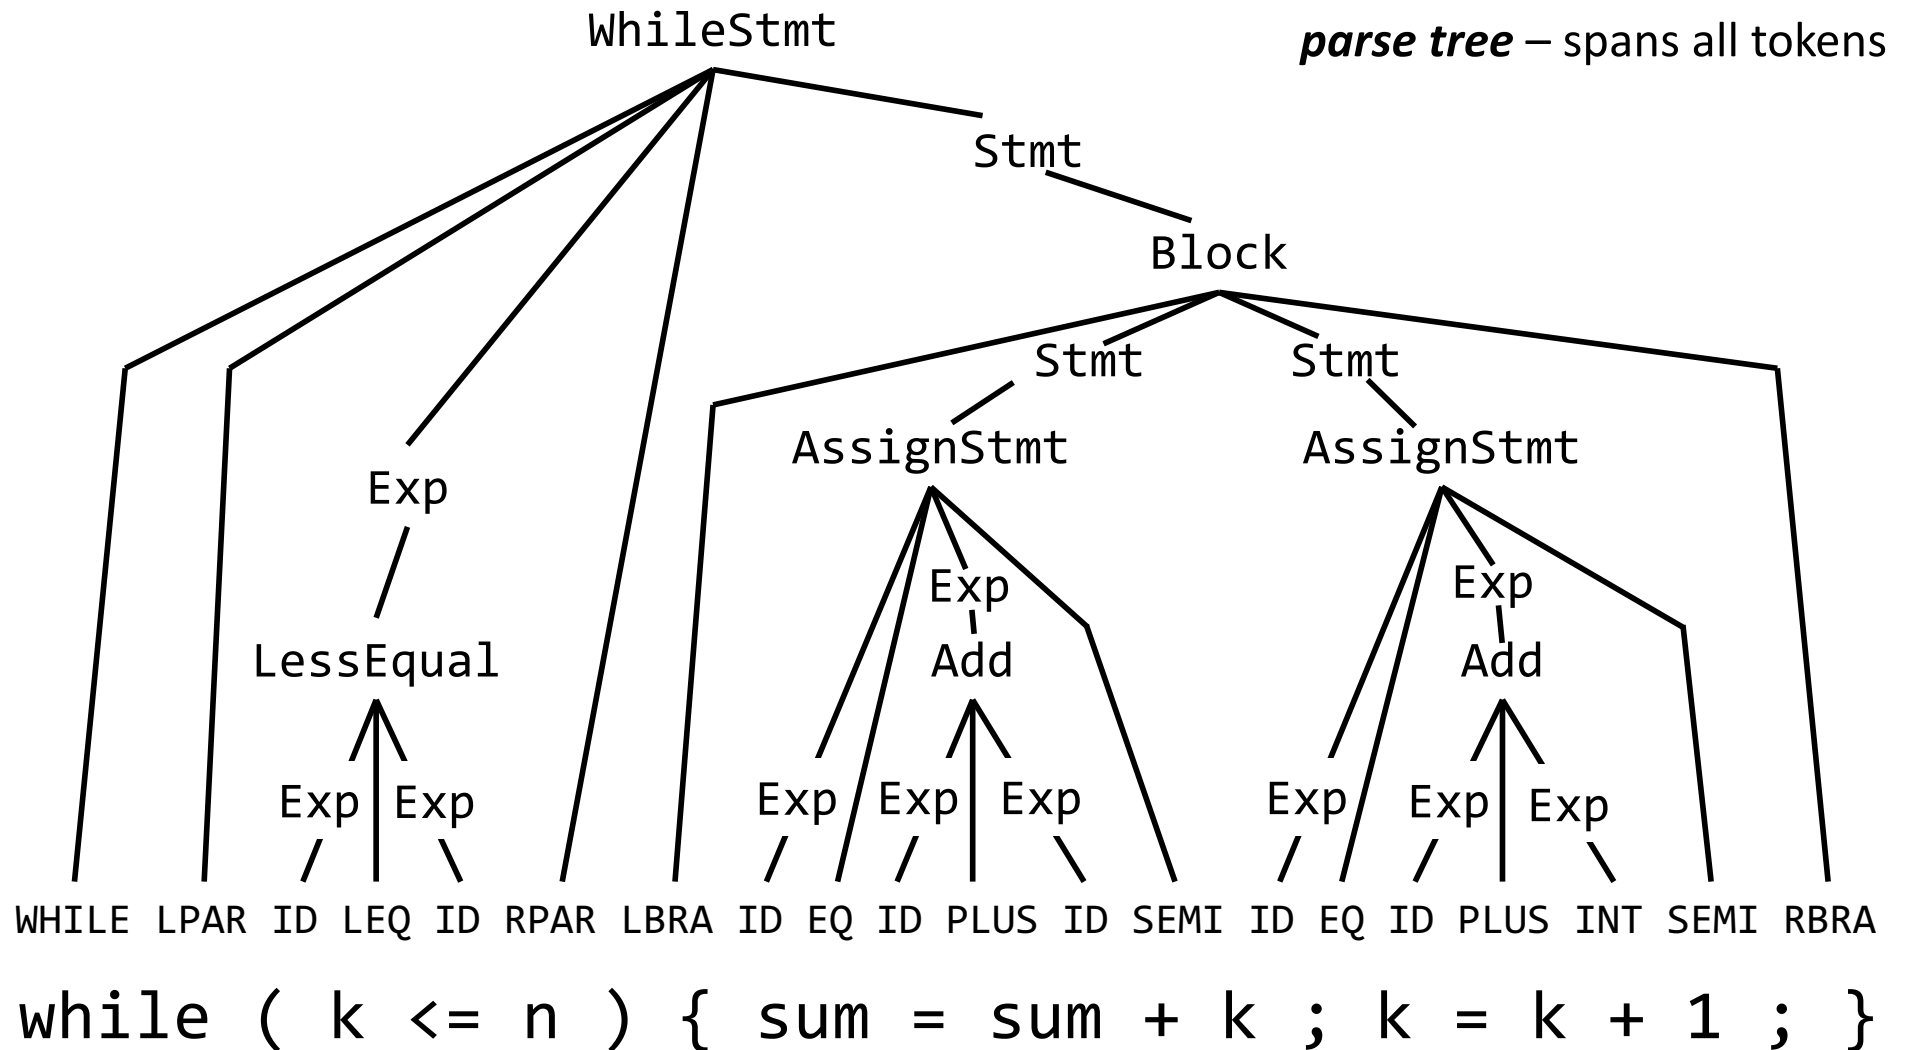 WhileStmt
parse tree – spans all tokens
Stmt
Block
Stmt Stmt
AssignStmt AssignStmt
Exp
Exp Exp
LessEqual Add Add
Exp Exp Exp Exp Exp Exp Exp Exp
WHILE LPAR ID LEQ ID RPAR LBRA ID EQ ID PLUS ID SEMI ID EQ ID PLUS INT SEMI RBRA
while ( k <= n ) { sum = sum + k ; k = k + 1 ; }